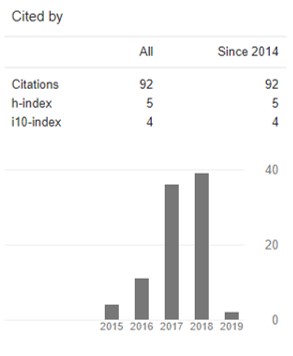 Cited by
All Since 2014
Citations 92 92
h-index 5 5
i10-index 4 4
40
20
0
2015 2016 2017 2018 2019